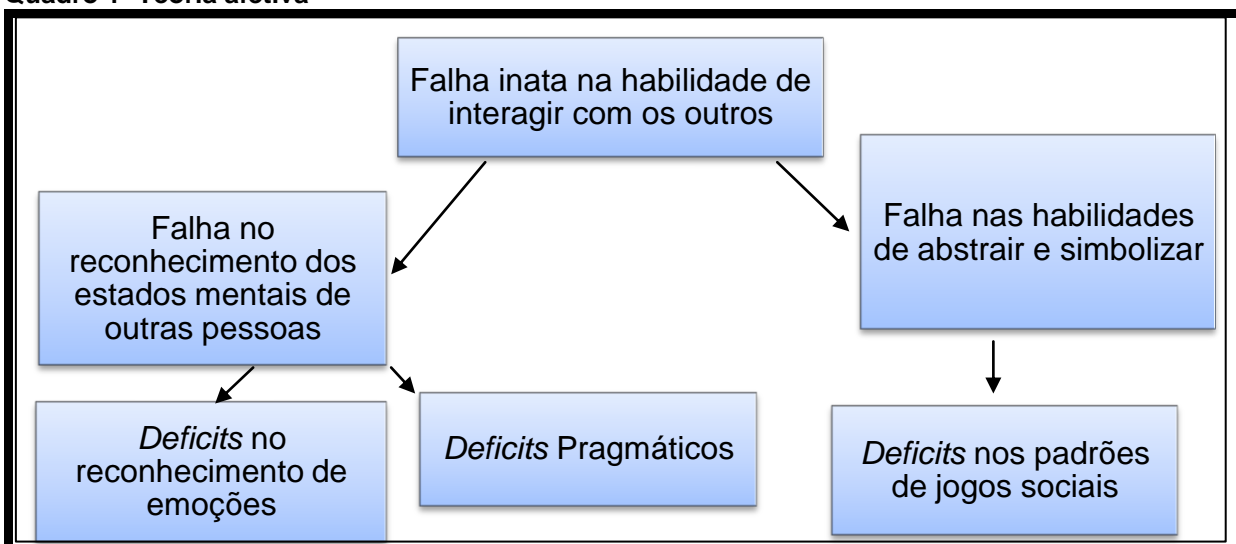 Quadro 1- Teoria afetiva
Falha inata na habilidade de
interagir com os outros
Falha no
reconhecimento dos
estados mentais de
outras pessoas
Falha nas habilidades
de abstrair e simbolizar
Deficits no
reconhecimento de
emoções
Deficits Pragmáticos
Deficits nos padrões
de jogos sociais